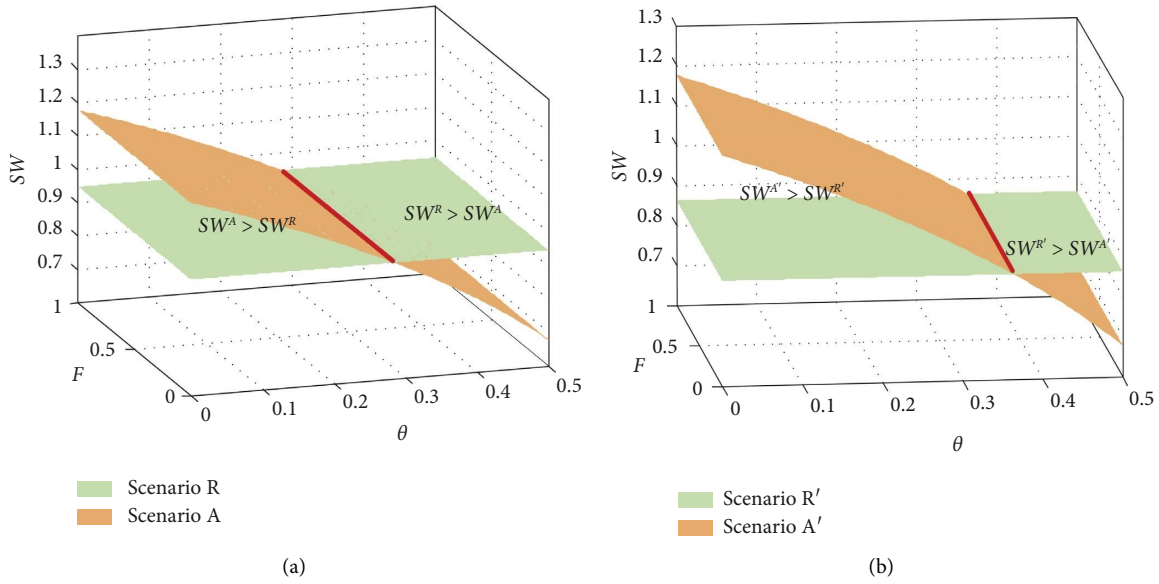 1.3
1.2
1.1
1
0.9
0.8
0.7
SW
SW^A > SW^R
SW^R > SW^A
1
0.5
0
F
0
0.1
0.2
0.3
0.4
0.5
θ
Scenario R
Scenario A
(a)
1.3
1.2
1.1
1
0.9
0.8
0.7
SW
SW^A′ > SW^R′
SW^R′ > SW^A′
1
0.5
0
F
0
0.1
0.2
0.3
0.4
0.5
θ
Scenario R′
Scenario A′
(b)